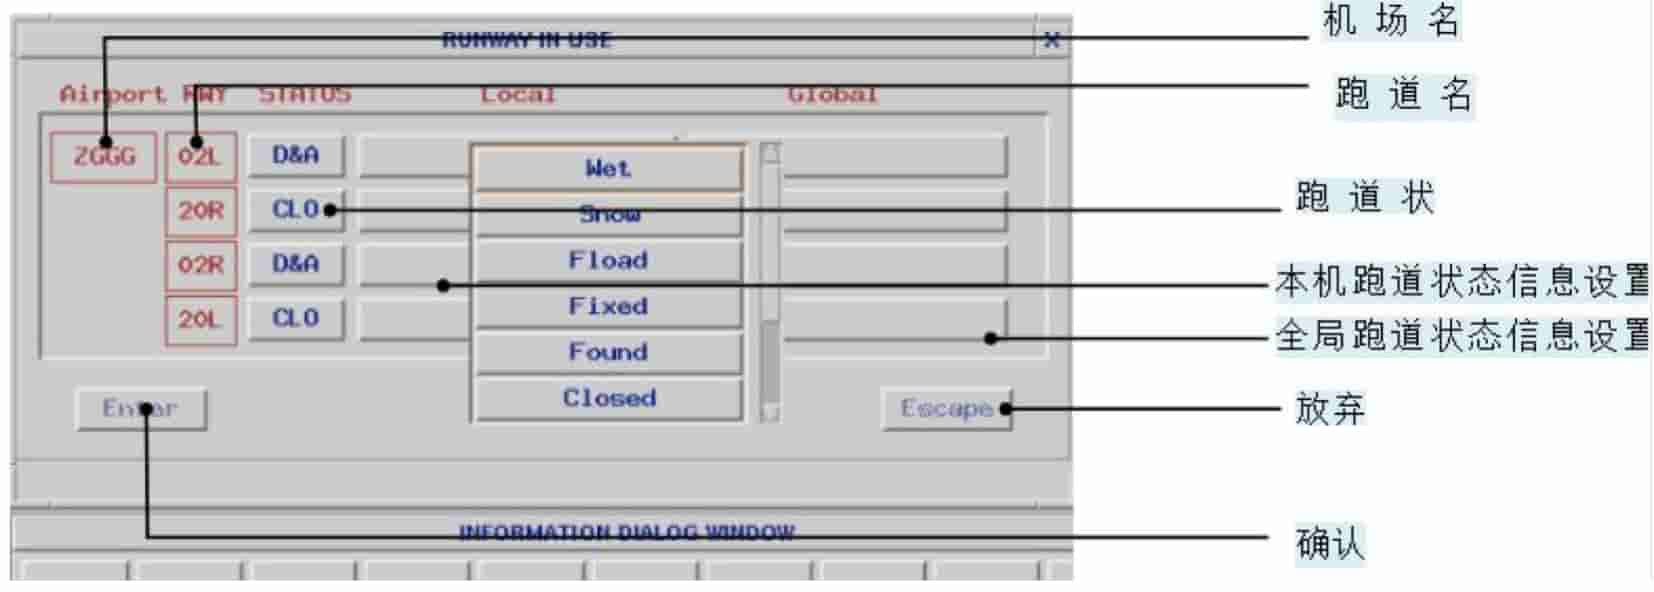 RUNWAY IN USE
X
机场名
Airport RWY STATUS Local Global
跑道名
ZGGG 02L D&A
Wet
20R CLO
Snow
跑道状
02R D&A
Fload
本机跑道状态信息设置
20L CLO
Fixed
全局跑道状态信息设置
Found
Closed
Enter
Escape
放弃
INFORMATION DIALOG WINDOW
确认